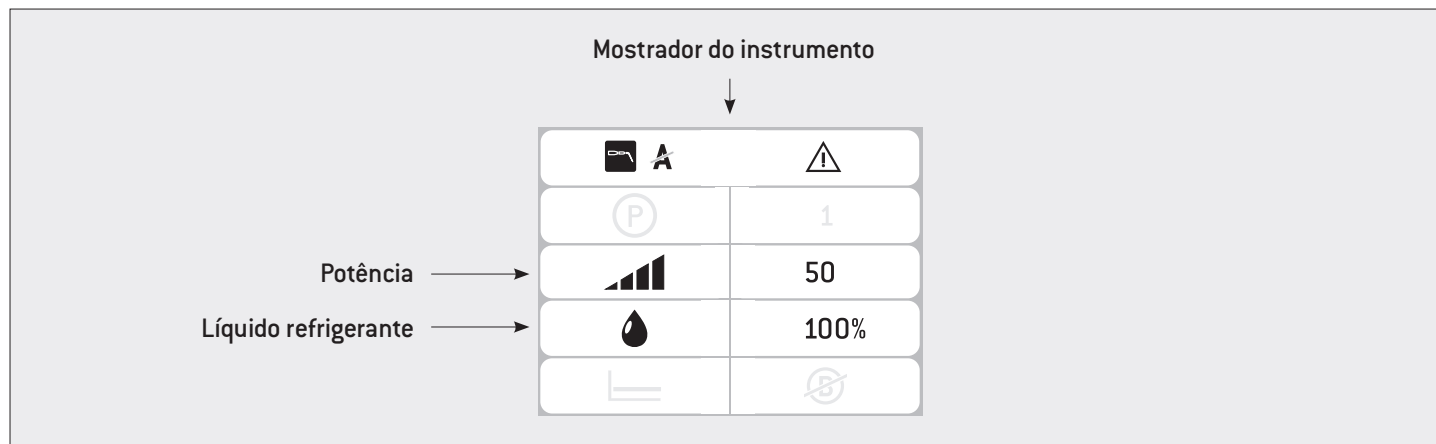 Mostrador do instrumento
A
P 1
Potência 50
Líquido refrigerante 100%
B